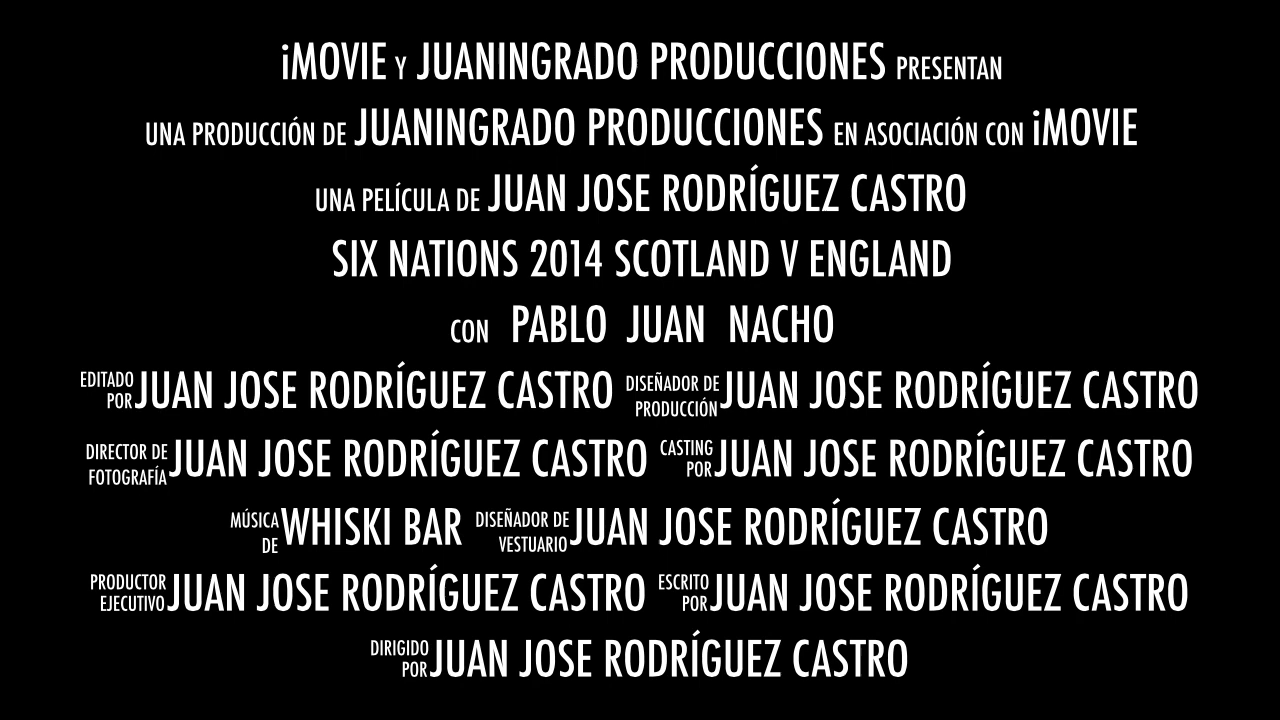 iMOVIE Y JUANINGRADO PRODUCCIONES PRESENTAN
UNA PRODUCCIÓN DE JUANINGRADO PRODUCCIONES EN ASOCIACIÓN CON iMOVIE
UNA PELÍCULA DE JUAN JOSE RODRÍGUEZ CASTRO
SIX NATIONS 2014 SCOTLAND V ENGLAND
CON PABLO JUAN NACHO
EDITADO POR JUAN JOSE RODRÍGUEZ CASTRO DISEÑADOR DE PRODUCCIÓN JUAN JOSE RODRÍGUEZ CASTRO
DIRECTOR DE FOTOGRAFÍA JUAN JOSE RODRÍGUEZ CASTRO CASTING POR JUAN JOSE RODRÍGUEZ CASTRO
MÚSICA DE WHISKI BAR DISEÑADOR DE VESTUARIO JUAN JOSE RODRÍGUEZ CASTRO
PRODUCTOR EJECUTIVO JUAN JOSE RODRÍGUEZ CASTRO ESCRITO POR JUAN JOSE RODRÍGUEZ CASTRO
DIRIGIDO POR JUAN JOSE RODRÍGUEZ CASTRO